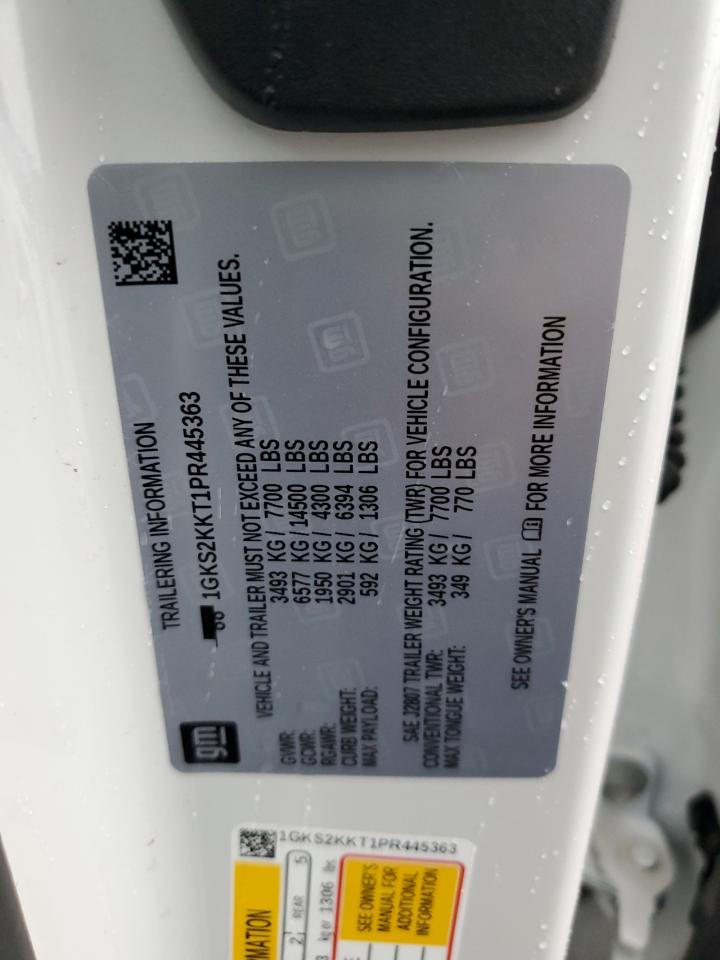 gm
TRAILERING INFORMATION
1GKS2KKT1PR445363
VEHICLE AND TRAILER MUST NOT EXCEED ANY OF THESE VALUES.
GVWR: 3493 KG / 7700 LBS
GCWR: 6577 KG / 14500 LBS
RGAWR: 1950 KG / 4300 LBS
CURB WEIGHT: 2901 KG / 6394 LBS
MAX PAYLOAD: 592 KG / 1306 LBS
SAE J2807 TRAILER WEIGHT RATING (TWR) FOR VEHICLE CONFIGURATION.
CONVENTIONAL TWR: 3493 KG / 7700 LBS
MAX TONGUE WEIGHT: 349 KG / 770 LBS
SEE OWNER'S MANUAL FOR MORE INFORMATION
1GKS2KKT1PR445363
2 REAR 5
kg or 1306 lbs
SEE OWNER'S
MANUAL FOR
ADDITIONAL
INFORMATION